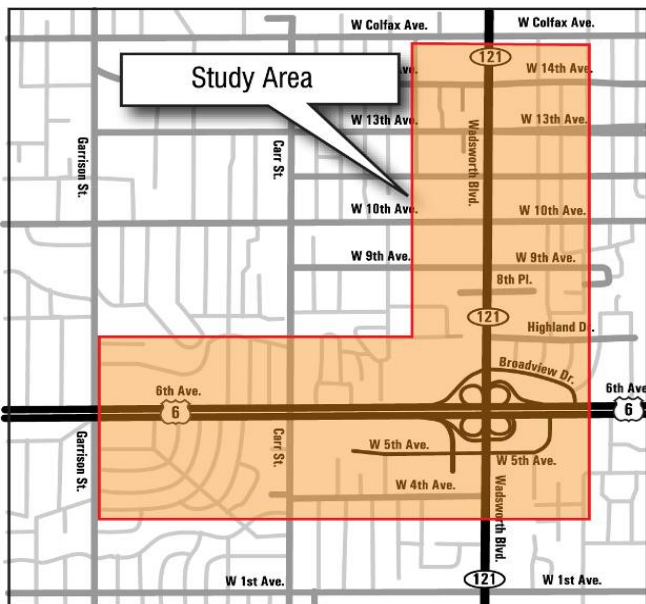 W Colfax Ave.
W Colfax Ave.
121
Study Area
Ave.
W 14th Ave.
W 13th Ave.
W 13th Ave.
Garrison St.
Carr St.
Wadsworth Blvd.
W 10th Ave.
W 10th Ave.
W 9th Ave.
W 9th Ave.
8th Pl.
121
Highland Dr.
Broadview Dr.
6th Ave.
6th Ave.
6
6
Garrison St.
Carr St.
W 5th Ave.
W 5th Ave.
W 4th Ave.
Wadsworth Blvd.
W 1st Ave.
121
W 1st Ave.